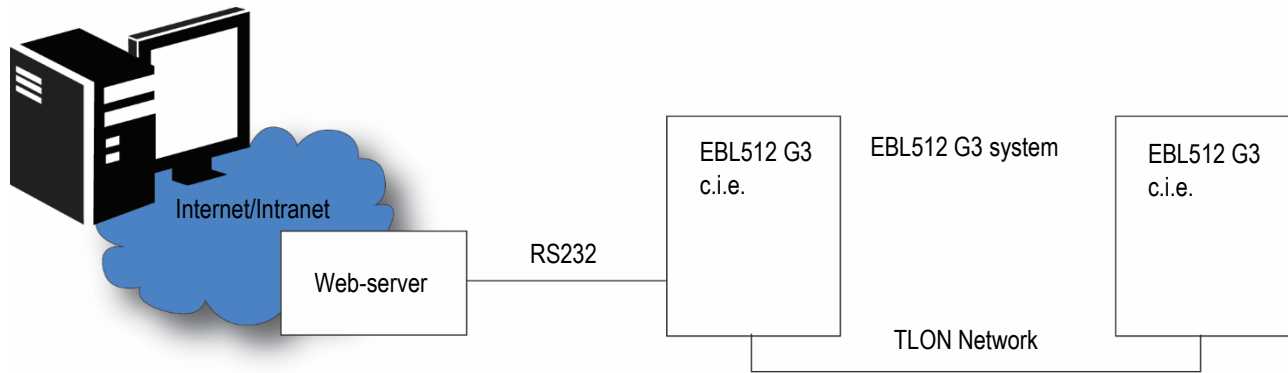 Internet/Intranet
Web-server
RS232
EBL512 G3
c.i.e.
EBL512 G3 system
EBL512 G3
c.i.e.
TLON Network